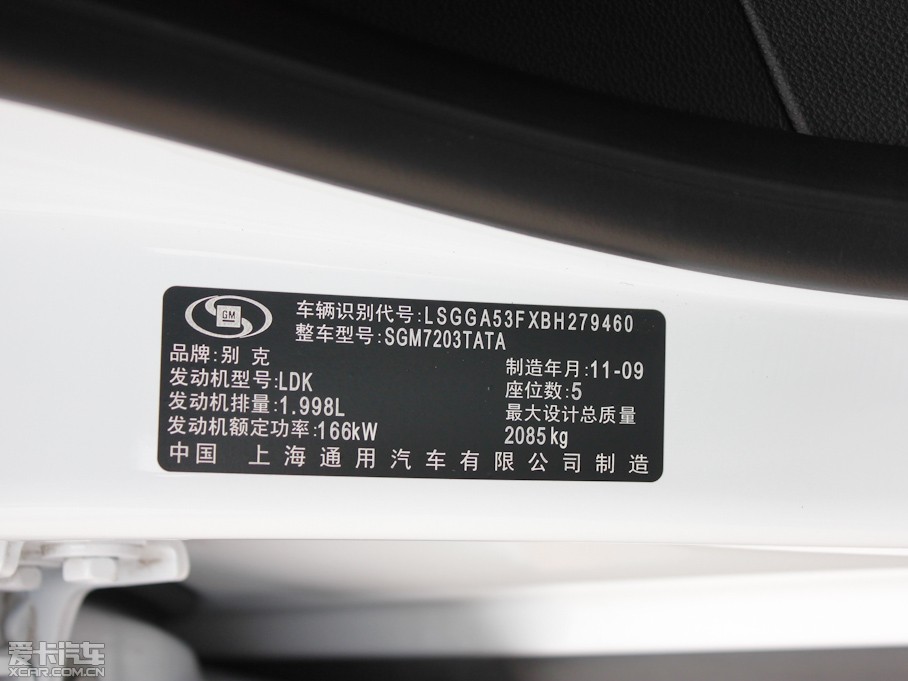 GM
车辆识别代号:LSGGA53FXBH279460
整车型号:SGM7203TATA
品牌:别 克
制造年月:11-09
发动机型号:LDK
座位数:5
发动机排量:1.998L
最大设计总质量
发动机额定功率:166kW
2085kg
中国 上海通用汽车有限公司制造
爱卡汽车
XCAR.COM.CN